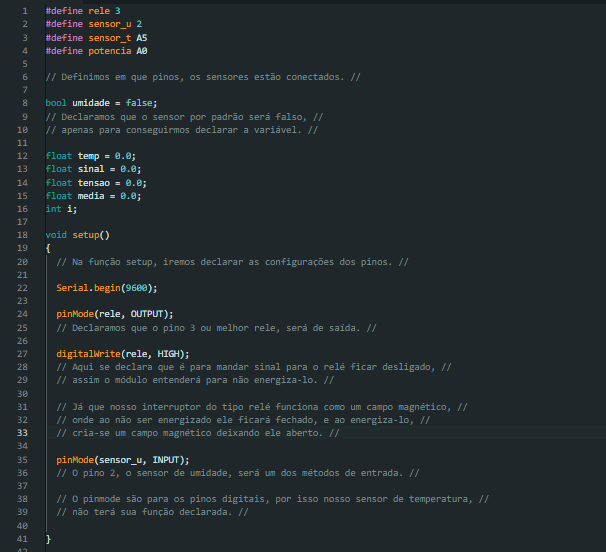 1 #define rele 3
2 #define sensor_u 2
3 #define sensor_t A5
4 #define potencia A0
5
6 // Definimos em que pinos, os sensores estão conectados. //
7
8 bool umidade = false;
9 // Declaramos que o sensor por padrão será falso, //
10 // apenas para conseguirmos declarar a variável. //
11
12 float temp = 0.0;
13 float sinal = 0.0;
14 float tensao = 0.0;
15 float media = 0.0;
16 int i;
17
18 void setup()
19 {
20 // Na função setup, iremos declarar as configurações dos pinos. //
21
22 Serial.begin(9600);
23
24 pinMode(rele, OUTPUT);
25 // Declaramos que o pino 3 ou melhor rele, será de saída. //
26
27 digitalWrite(rele, HIGH);
28 // Aqui se declara que é para mandar sinal para o relé ficar desligado, //
29 // assim o módulo entenderá para não energiza-lo. //
30
31 // Já que nosso interruptor do tipo relé funciona como um campo magnético, //
32 // onde ao não ser energizado ele ficará fechado, e ao energiza-lo, //
33 // cria-se um campo magnético deixando ele aberto. //
34
35 pinMode(sensor_u, INPUT);
36 // O pino 2, o sensor de umidade, será um dos métodos de entrada. //
37
38 // O pinmode são para os pinos digitais, por isso nosso sensor de temperatura, //
39 // não terá sua função declarada. //
40
41 }
42